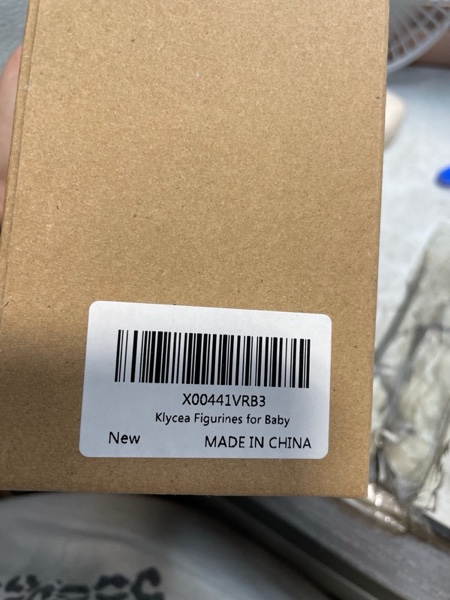 X00441VRB3
Klycea Figurines for Baby
New MADE IN CHINA